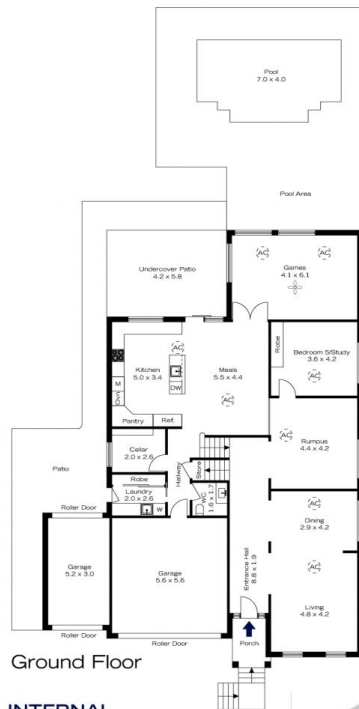 Pool
7.0 x 4.0
Pool Area
AC
AC
Games
4.1 x 6.1
Undercover Patio
4.2 x 5.8
Robe
Bedroom 5/Study
3.6 x 4.2
AC
Kitchen
5.0 x 3.4
Meals
5.5 x 4.4
DW
M
Ovn
AC
Pantry
Ref.
Rumpus
4.4 x 4.2
AC
Cellar
2.0 x 2.6
Hallway
Store
Patio
Robe
Laundry
2.0 x 2.6
W
WC
1.6 x 1.7
Dining
2.9 x 4.2
Roller Door
Garage
5.2 x 3.0
Garage
5.6 x 5.6
Entrance Hall
8.8 x 1.9
AC
Living
4.8 x 4.2
Roller Door
Roller Door
Porch
Ground Floor
INTERNAL